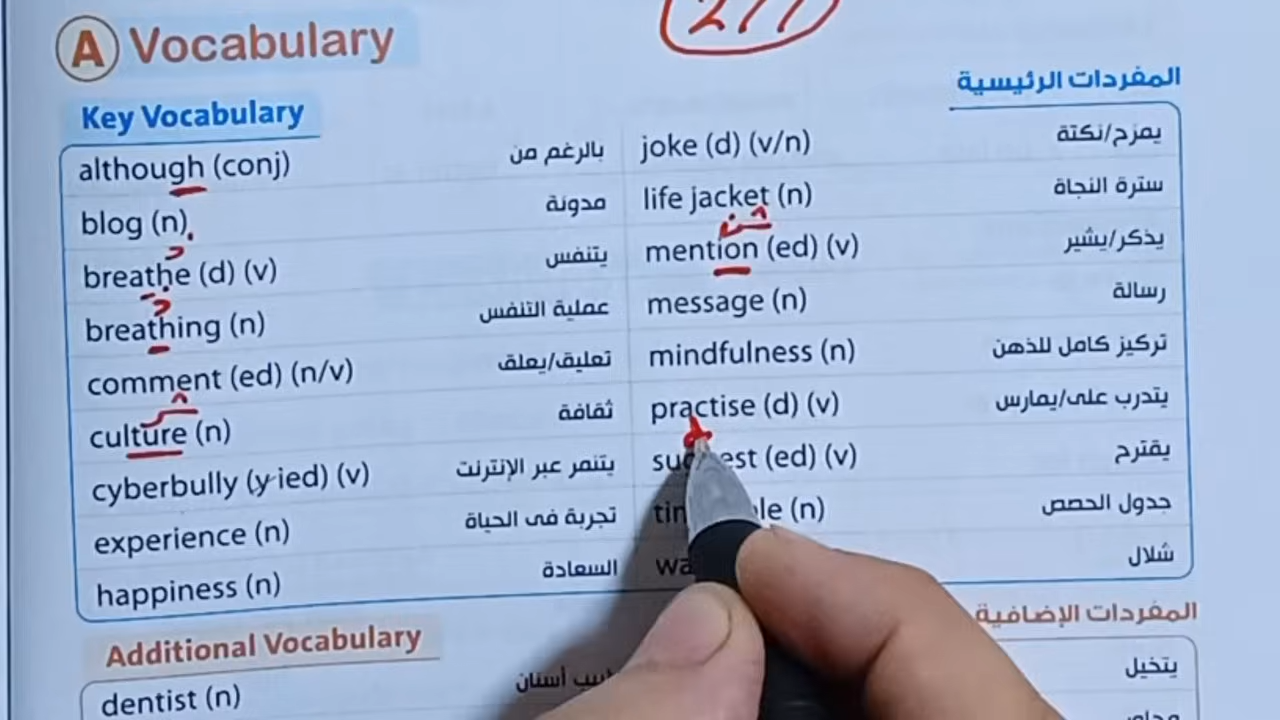 A Vocabulary
Key Vocabulary المفردات الرئيسية
although (conj) بالرغم من joke (d) (v/n) يمزح/نكتة
blog (n) مدونة life jacket (n) سترة النجاة
breathe (d) (v) يتنفس mention (ed) (v) يذكر/يشير
breathing (n) عملية التنفس message (n) رسالة
comment (ed) (n/v) تعليق/يعلق mindfulness (n) تركيز كامل للذهن
culture (n) ثقافة practise (d) (v) يتدرب على/يمارس
cyberbully (y ied) (v) يتنمر عبر الإنترنت (ed) (v) يقترح
experience (n) تجربة فى الحياة (n) جدول الحصص
happiness (n) السعادة شلال
Additional Vocabulary المفردات الإضافية
dentist (n) أسنان يتخيل